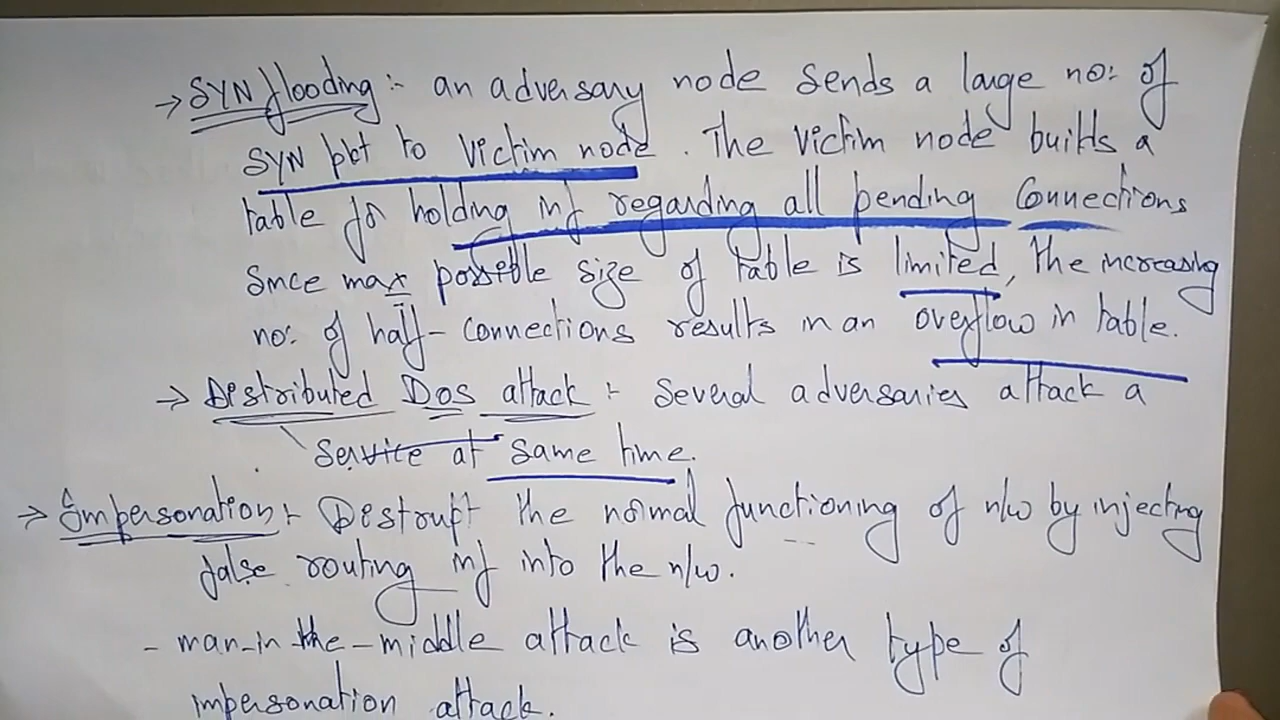 → SYN flooding :- an adversary node sends a large no: of
SYN pkt to victim node. The victim node builds a
table for holding inf regarding all pending connections
Since max possible size of table is limited, the increasing
no: of half-connections results in an overflow in table.
→ Distributed DOS attack :- Several adversaries attack a
service at same time.
→ Impersonation :- Distrupt the normal functioning of n/w by injecting
false routing inf into the n/w.
- man-in-the-middle attack is another type of
impersonation attack.